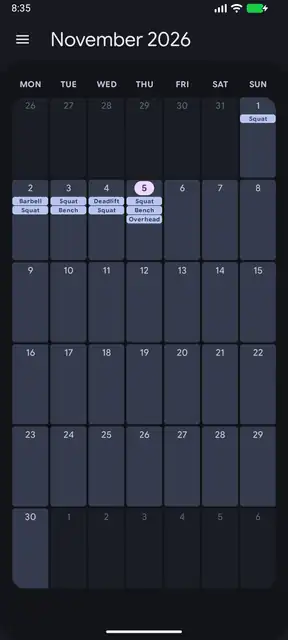 8:35
November 2026
MON TUE WED THU FRI SAT SUN
26 27 28 29 30 31 1
Squat
2 3 4 5 6 7 8
Barbell Squat Deadlift Squat
Squat Bench Squat Bench
Overhead
9 10 11 12 13 14 15
16 17 18 19 20 21 22
23 24 25 26 27 28 29
30 1 2 3 4 5 6